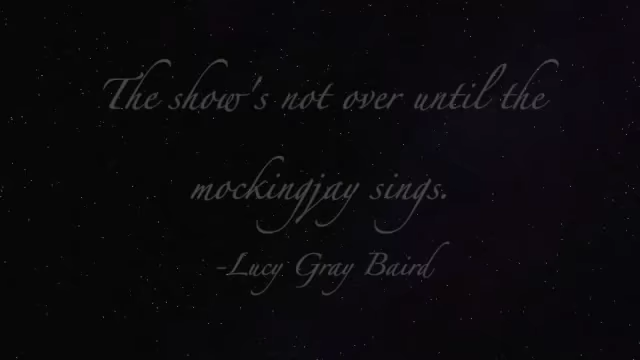 The show's not over until the
mockingjay sings.
-Lucy Gray Baird